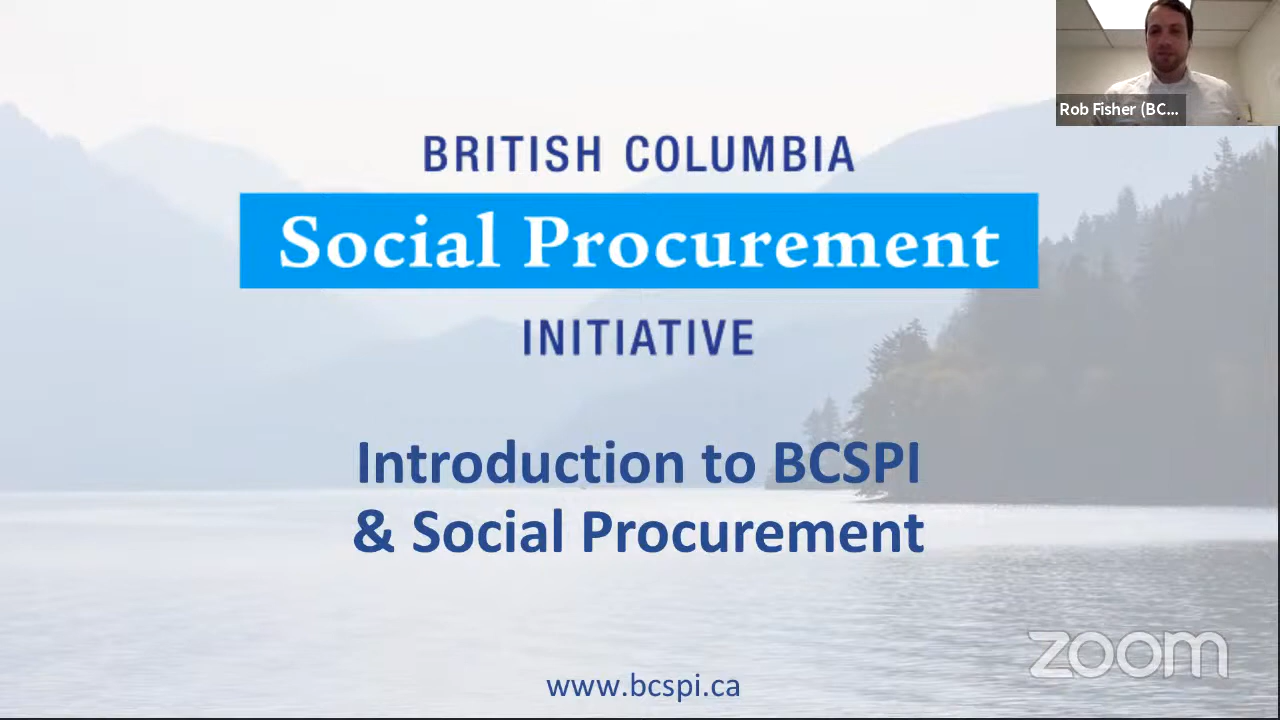 Rob Fisher (BC...
BRITISH COLUMBIA
Social Procurement
INITIATIVE
Introduction to BCSPI
& Social Procurement
zoom
www.bcspi.ca